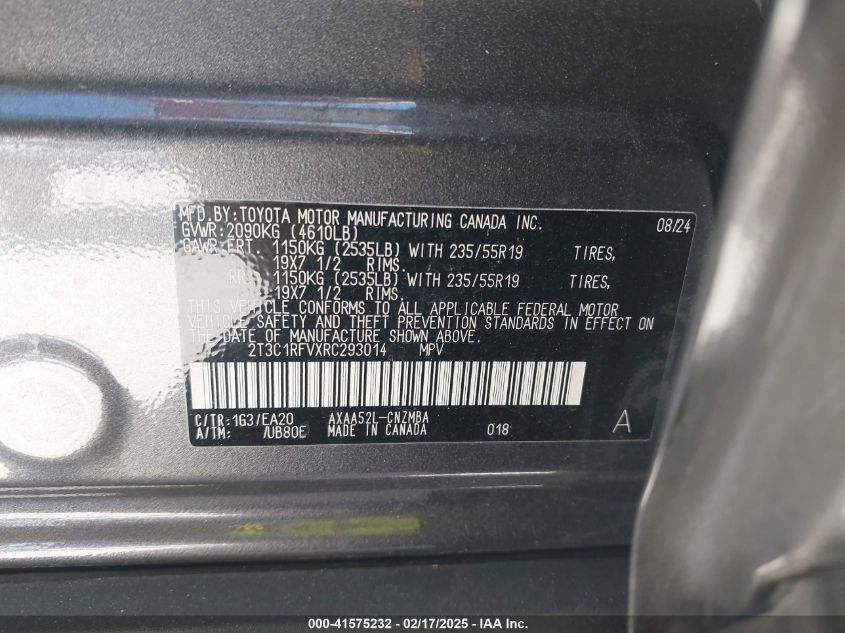 MFD.BY:TOYOTA MOTOR MANUFACTURING CANADA INC. 08/24
GVWR:2090KG (4610LB)
GAWR:FRT 1150KG (2535LB) WITH 235/55R19 TIRES,
19X7 1/2 RIMS.
RR 1150KG (2535LB) WITH 235/55R19 TIRES,
19X7 1/2 RIMS.
THIS VEHICLE CONFORMS TO ALL APPLICABLE FEDERAL MOTOR
VEHICLE SAFETY AND THEFT PREVENTION STANDARDS IN EFFECT ON
THE DATE OF MANUFACTURE SHOWN ABOVE.
2T3C1RFVXRC293014 MPV
C/TR:1G3/EA20 AXAA52L-CNZMBA
A/TM: /UB80E MADE IN CANADA 018 A
000-41575232 - 02/17/2025 - IAA Inc.